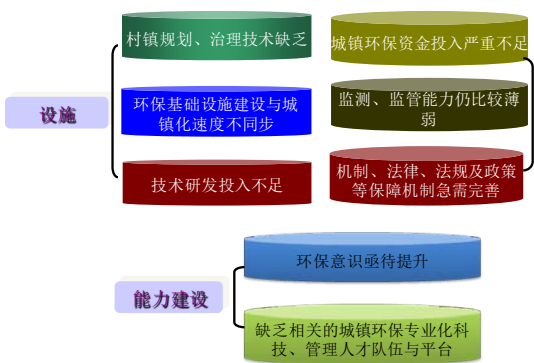 村镇规划、治理技术缺乏
城镇环保资金投入严重不足
设施
环保基础设施建设与城
镇化速度不同步
监测、监管能力仍比较薄
弱
技术研发投入不足
机制、法律、法规及政策
等保障机制急需完善
环保意识亟待提升
能力建设
缺乏相关的城镇环保专业化科
技、管理人才队伍与平台